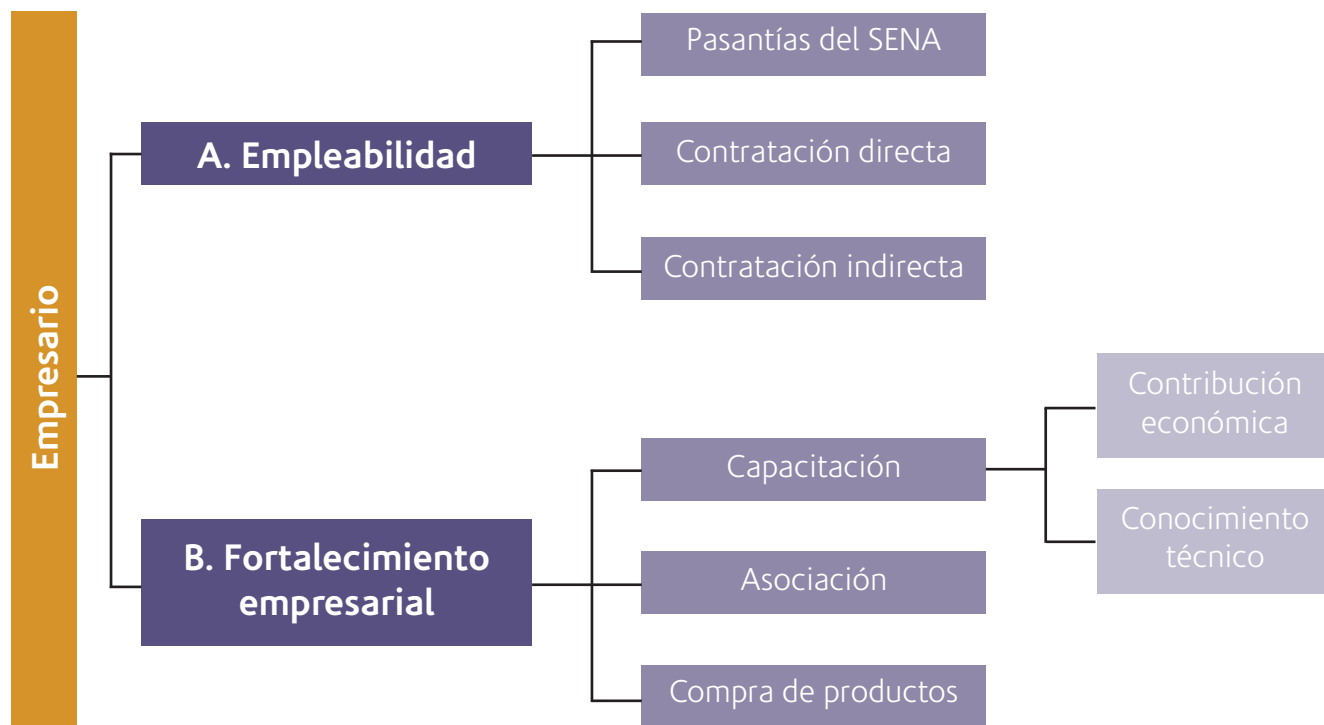 Empresario
A. Empleabilidad
Pasantías del SENA
Contratación directa
Contratación indirecta
B. Fortalecimiento
empresarial
Capacitación
Contribución
económica
Conocimiento
técnico
Asociación
Compra de productos